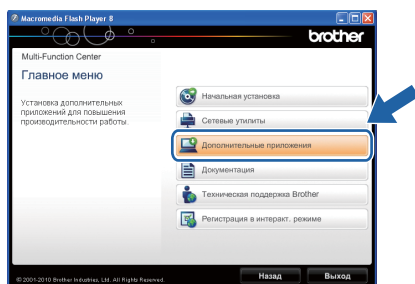 Macromedia Flash Player 8
brother
Multi-Function Center
Главное меню
Установка дополнительных
приложений для повышения
производительности работы.
Начальная установка
Сетевые утилиты
Дополнительные приложения
Документация
Техническая поддержка Brother
Регистрация в интеракт. режиме
© 2001-2010 Brother Industries, Ltd. All Rights Reserved.
Назад
Выход